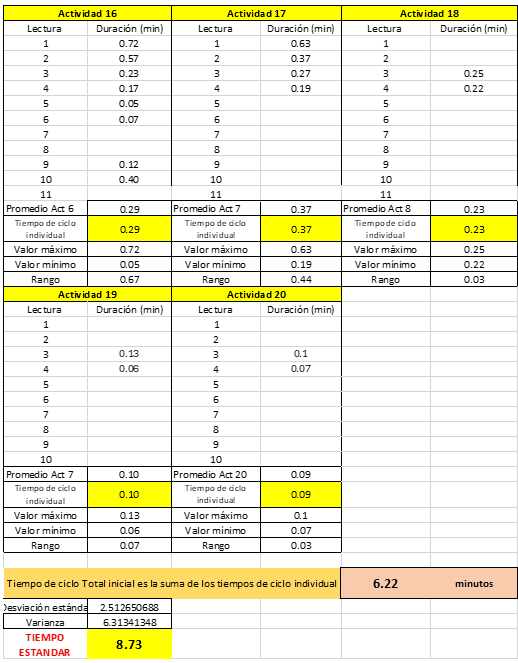 Actividad 16 Actividad 17 Actividad 18
Lectura Duración (min) Lectura Duración (min) Lectura Duración (min)
1 0.72 1 0.63 1
2 0.57 2 0.37 2
3 0.23 3 0.27 3 0.25
4 0.17 4 0.19 4 0.22
5 0.05 5 5
6 0.07 6 6
7 7 7
8 8 8
9 0.12 9 9
10 0.40 10 10
11 11 11
Promedio Act 6 0.29 Promedio Act 7 0.37 Promedio Act 8 0.23
Tiempo de ciclo Tiempo de ciclo Tiempo de ciclo
individual 0.29 individual 0.37 individual 0.23
Valor máximo 0.72 Valor máximo 0.63 Valor máximo 0.25
Valor mínimo 0.05 Valor mínimo 0.19 Valor mínimo 0.22
Rango 0.67 Rango 0.44 Rango 0.03
Actividad 19 Actividad 20
Lectura Duración (min) Lectura Duración (min)
1 1
2 2
3 0.13 3 0.1
4 0.06 4 0.07
5 5
6 6
7 7
8 8
9 9
10 10
Promedio Act 7 0.10 Promedio Act 20 0.09
Tiempo de ciclo Tiempo de ciclo
individual 0.10 individual 0.09
Valor máximo 0.13 Valor máximo 0.1
Valor mínimo 0.06 Valor mínimo 0.07
Rango 0.07 Rango 0.03
Tiempo de ciclo Total inicial es la suma de los tiempos de ciclo individual 6.22 minutos
Desviación estánda 2.512650688
Varianza 6.31341348
TIEMPO
ESTANDAR 8.73